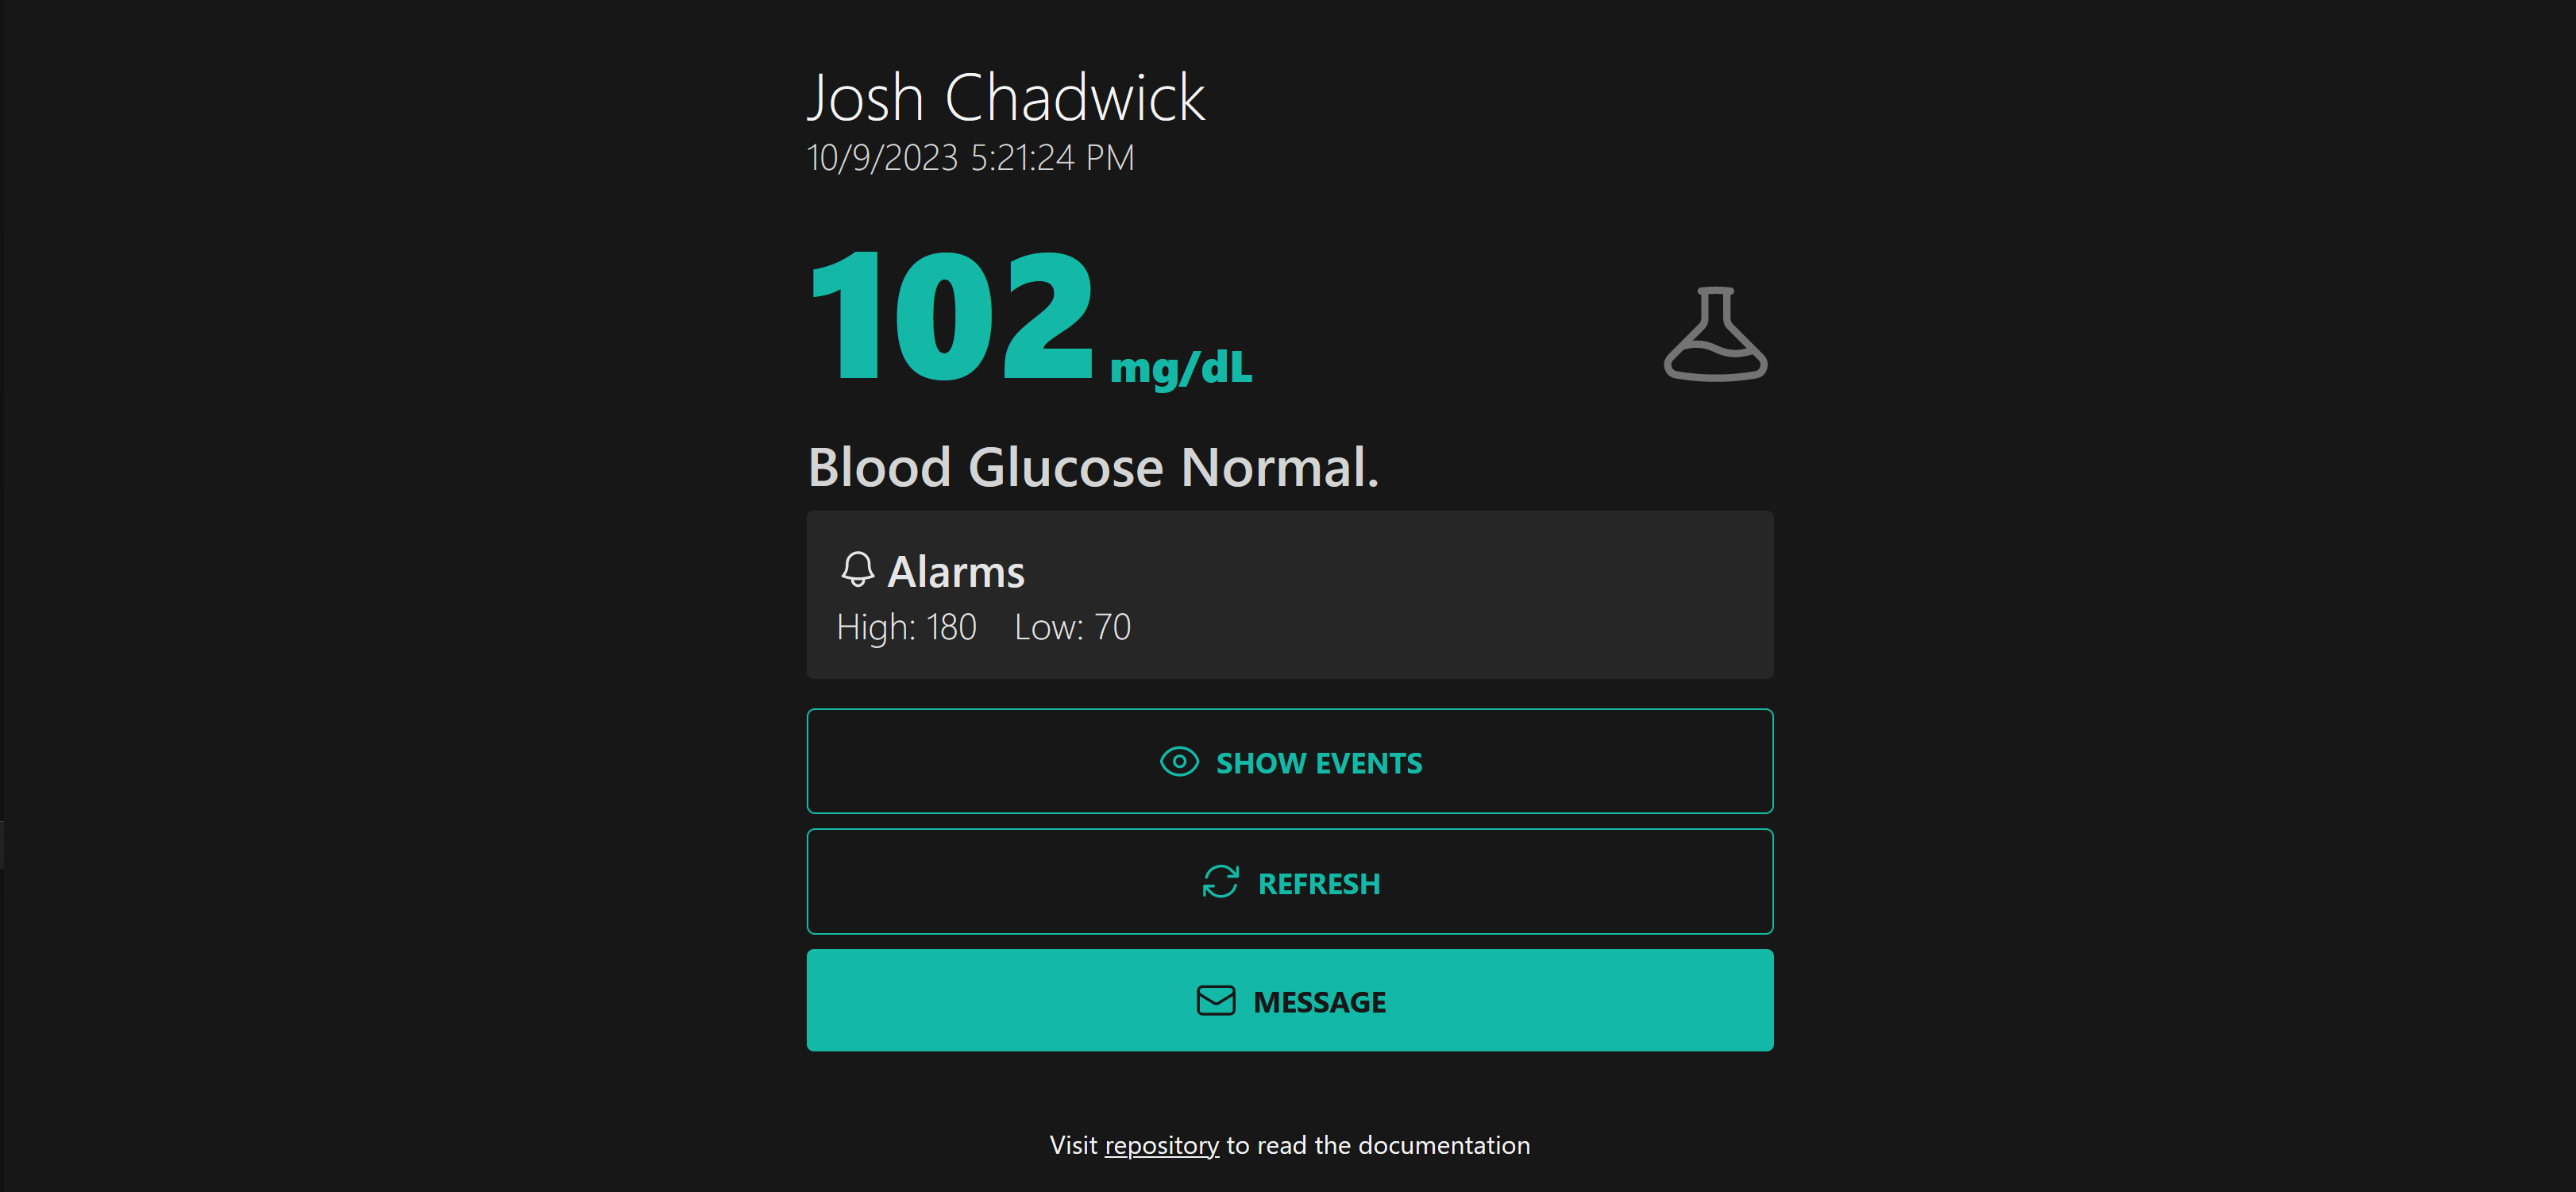 Josh Chadwick
10/9/2023 5:21:24 PM
102 mg/dL
Blood Glucose Normal.
Alarms
High: 180 Low: 70
SHOW EVENTS
REFRESH
MESSAGE
Visit repository to read the documentation